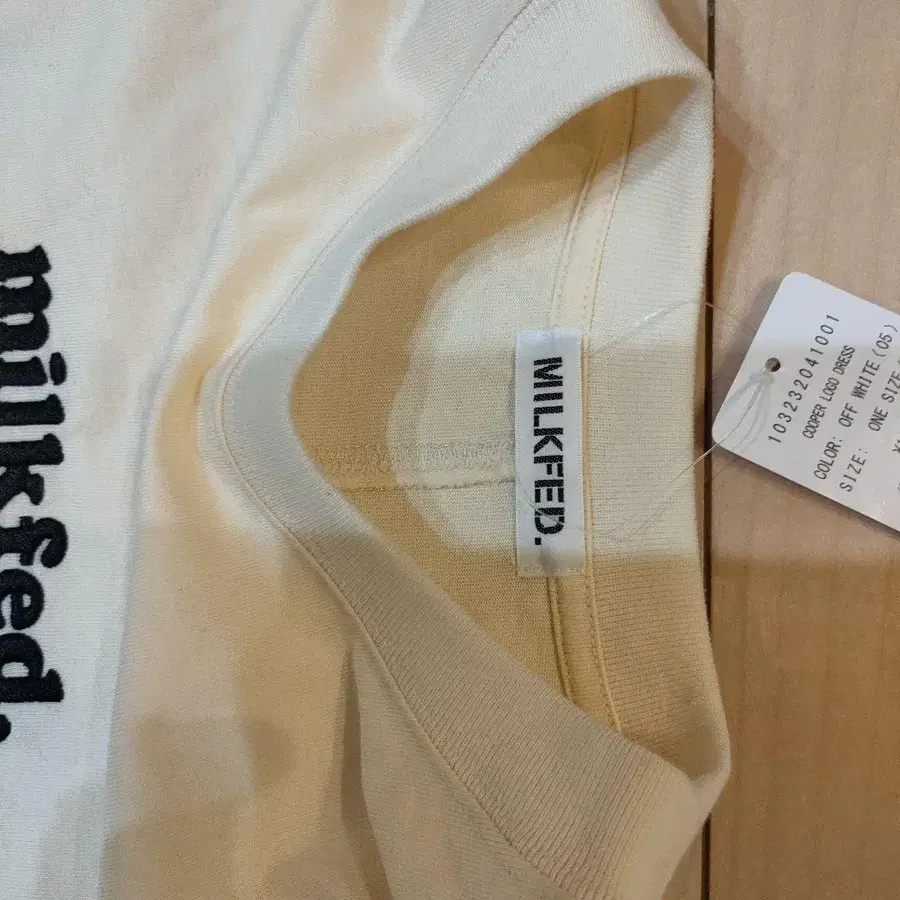 milkfed.
MILKFED.
103232041001
COOPER LOGO DRESS
COLOR: OFF WHITE(05)
SIZE: ONE SIZE